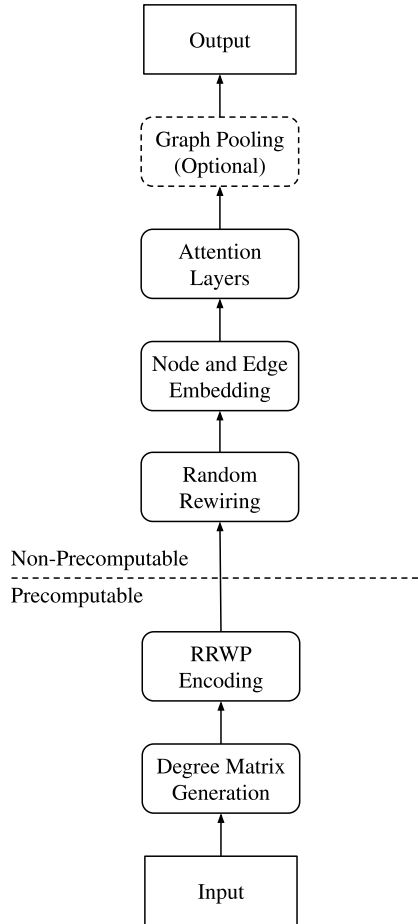 Output
Graph Pooling
(Optional)
Attention
Layers
Node and Edge
Embedding
Random
Rewiring
Non-Precomputable
Precomputable
RRWP
Encoding
Degree Matrix
Generation
Input